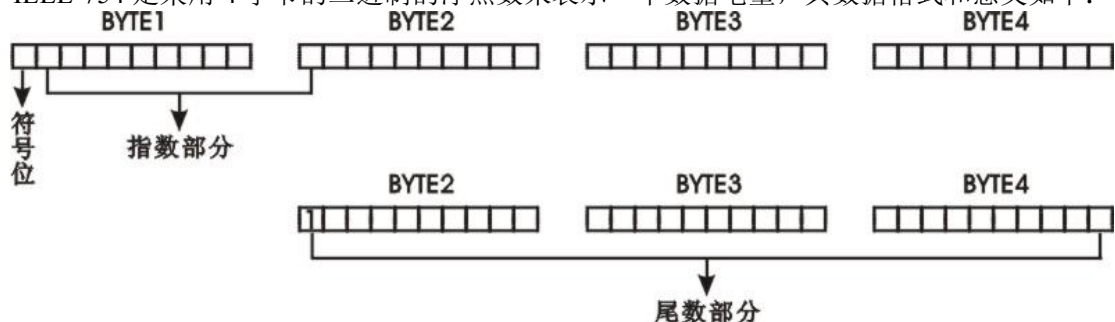 IEEE-754 是采用 4 字节的二进制的浮点数来表示一个数据电量,其数据格式和意义如下:
BYTE1 BYTE2 BYTE3 BYTE4
符号位
指数部分
BYTE2 BYTE3 BYTE4
1
尾数部分